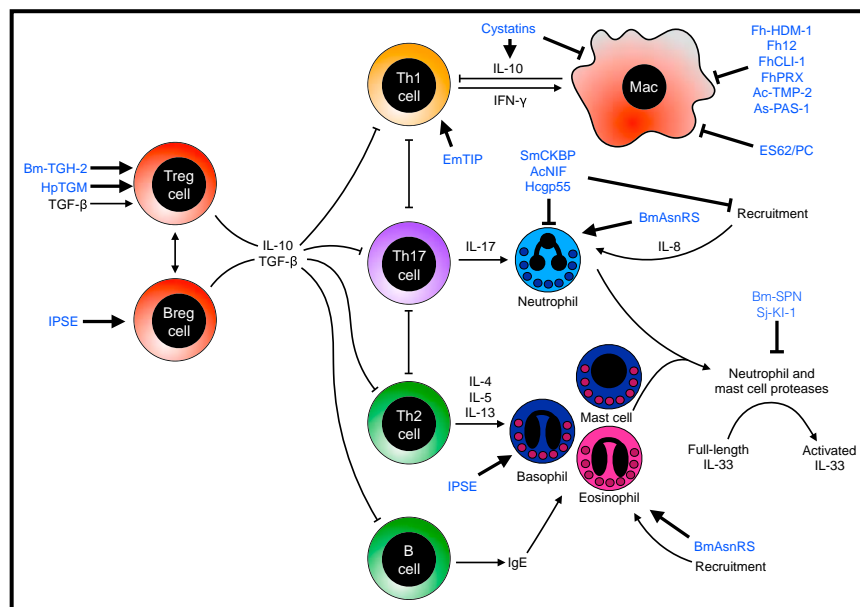 Cystatins
IL-10
IFN-γ
Th1
cell
Mac
Fh-HDM-1
Fh12
FhCLI-1
FhPRX
Ac-TMP-2
As-PAS-1
ES62/PC
EmTIP
Bm-TGH-2
HpTGM
TGF-β
Treg
cell
IL-10
TGF-β
IPSE
Breg
cell
SmCKBP
AcNIF
Hcgp55
BmAsnRS
Recruitment
IL-8
Th17
cell
IL-17
Neutrophil
Bm-SPN
Sj-KI-1
Neutrophil and
mast cell proteases
Full-length
IL-33
Activated
IL-33
Th2
cell
IL-4
IL-5
IL-13
Mast cell
IPSE
Basophil
Eosinophil
B
cell
IgE
BmAsnRS
Recruitment